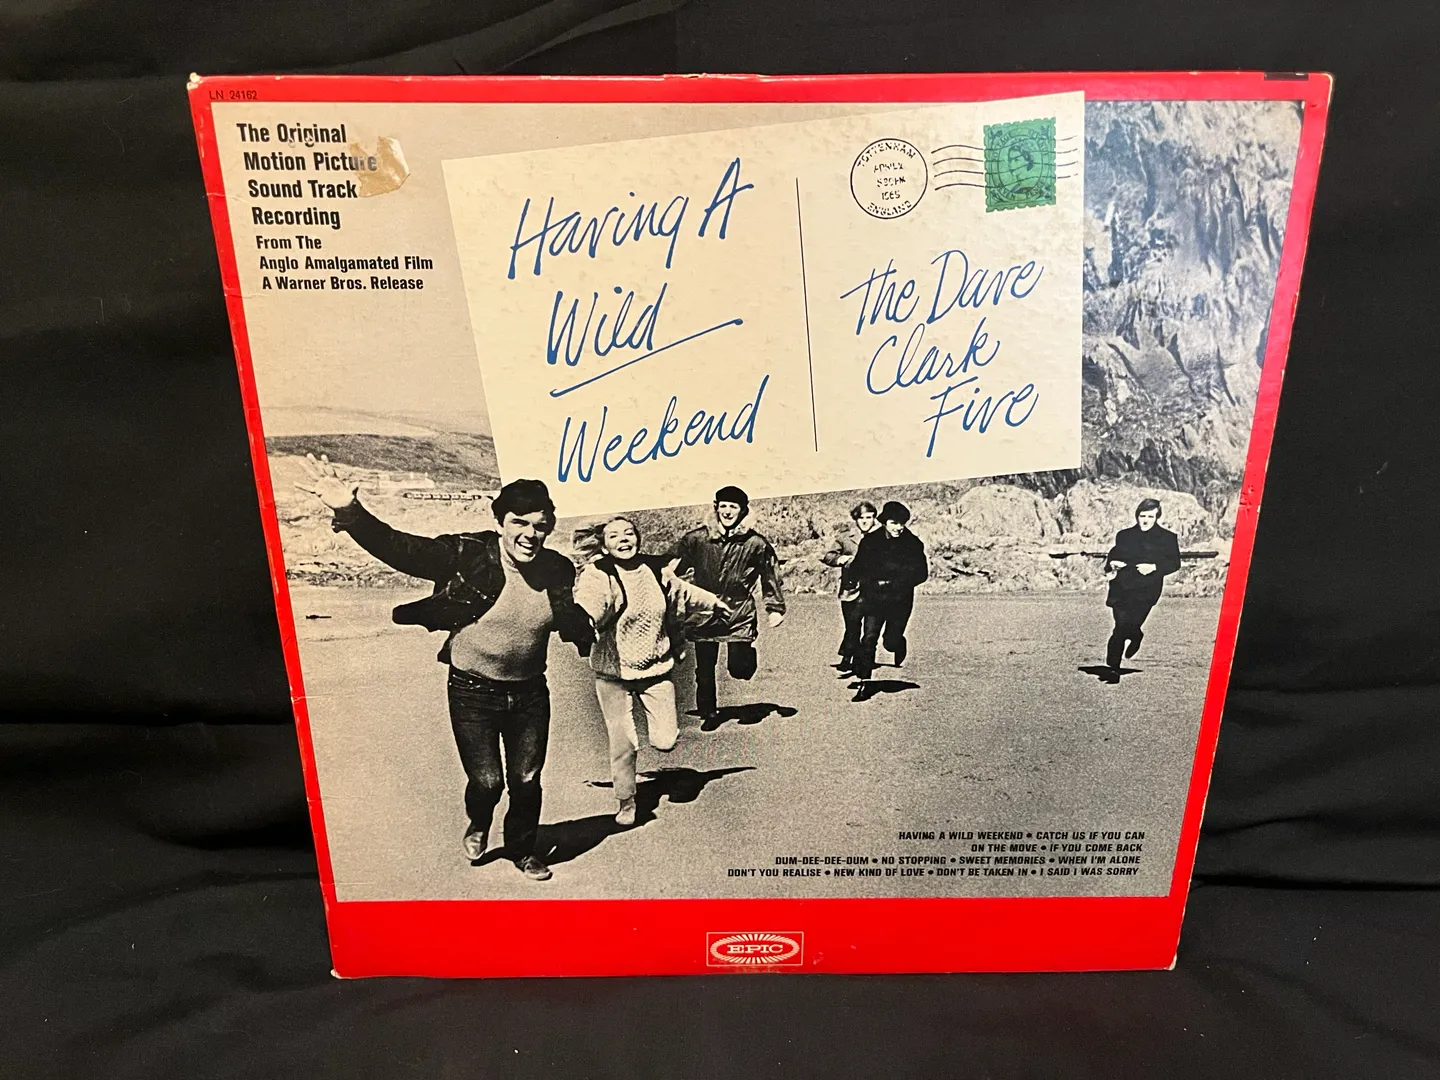 LN 24162
The Original
Motion Picture
Sound Track
Recording
From The
Anglo Amalgamated Film
A Warner Bros. Release
Having A
Wild
Weekend
TOTTENHAM
1965
ENGLAND
The Dave
Clark
Five
HAVING A WILD WEEKEND • CATCH US IF YOU CAN
ON THE MOVE • IF YOU COME BACK
DUM-DEE-DEE-DUM • NO STOPPING • SWEET MEMORIES • WHEN I'M ALONE
DON'T YOU REALISE • NEW KIND OF LOVE • DON'T BE TAKEN IN • I SAID I WAS SORRY
EPIC